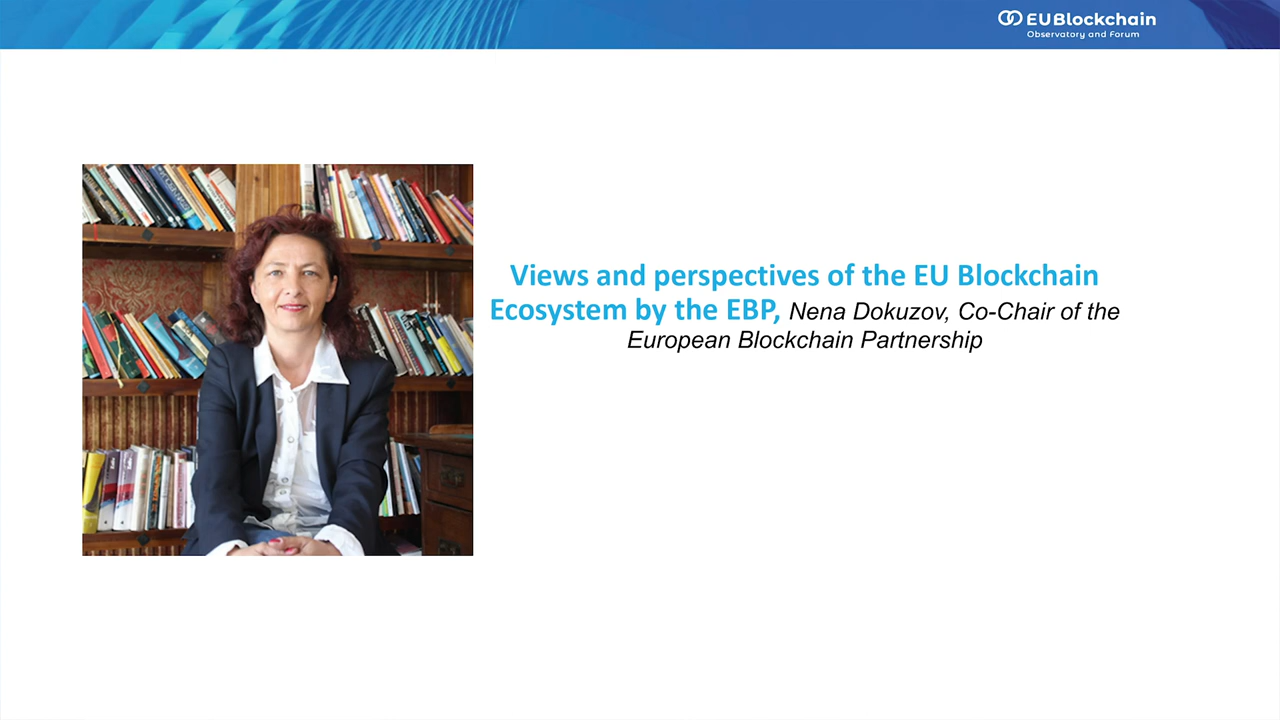 EUBlockchain
Observatory and Forum
Views and perspectives of the EU Blockchain
Ecosystem by the EBP, Nena Dokuzov, Co-Chair of the
European Blockchain Partnership